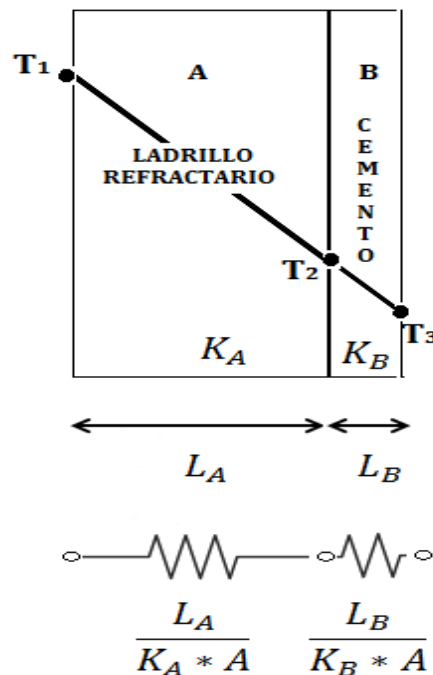 A B
T₁
LADRILLO
REFRACTARIO
C
E
M
E
N
T
O
T₂
T₃
K_A K_B
L_A L_B
L_A L_B
K_A * A K_B * A